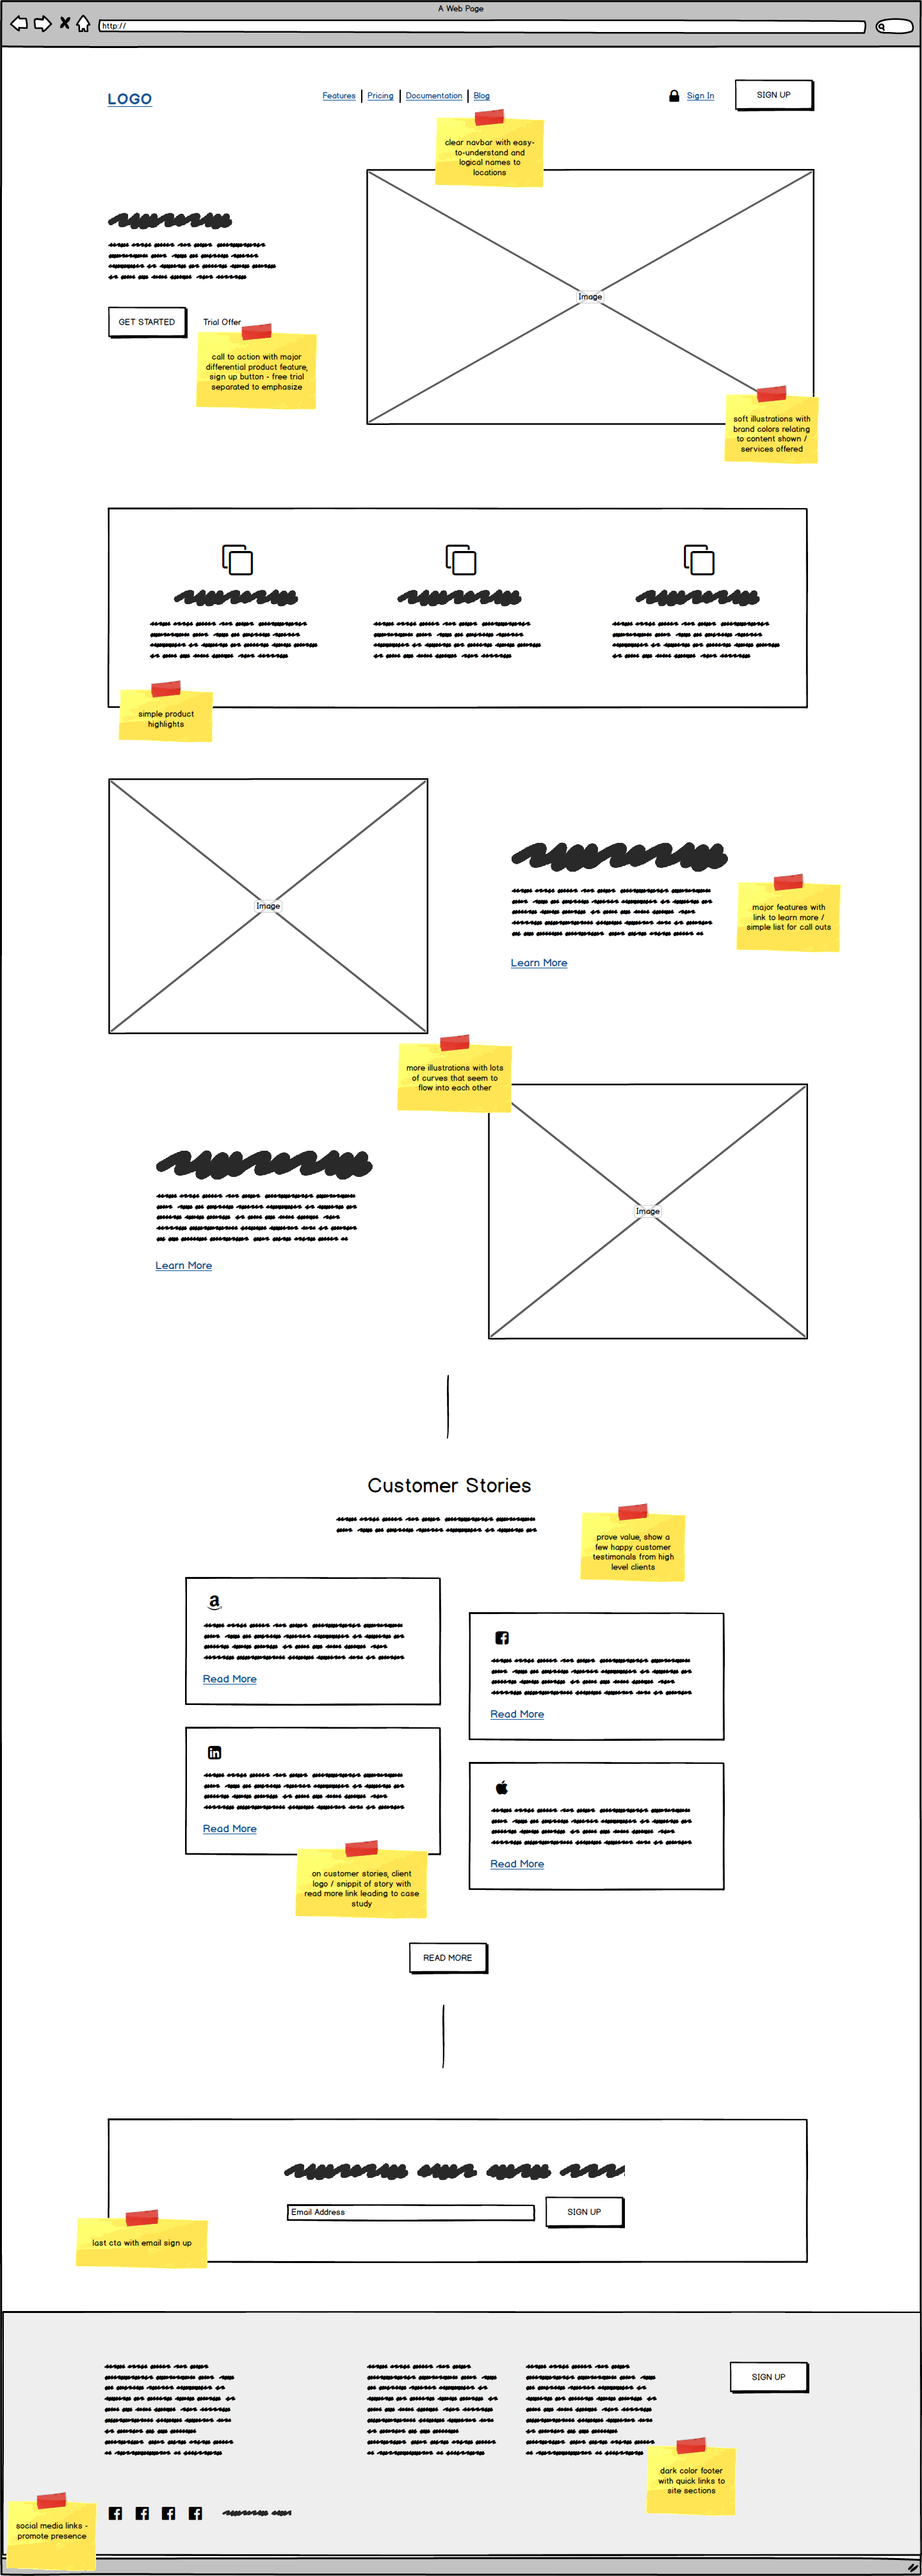 A Web Page
http://
LOGO
Features
Pricing
Documentation
Blog
Sign In
SIGN UP
clear navbar with easy-
to-understand and
logical names to
locations
Image
GET STARTED
Trial Offer
call to action with major
differential product feature,
sign up button - free trial
separated to emphasize
soft illustrations with
brand colors relating
to content shown /
services offered
simple product
highlights
Image
major features with
link to learn more /
simple list for call outs
Learn More
more illustrations with lots
of curves that seem to
flow into each other
Image
Learn More
Customer Stories
prove value, show a
few happy customer
testimonals from high
level clients
a
Read More
Read More
in
Read More
Read More
on customer stories, client
logo / snippit of story with
read more link leading to case
study
READ MORE
Email Address
SIGN UP
last cta with email sign up
SIGN UP
dark color footer
with quick links to
site sections
social media links -
promote presence